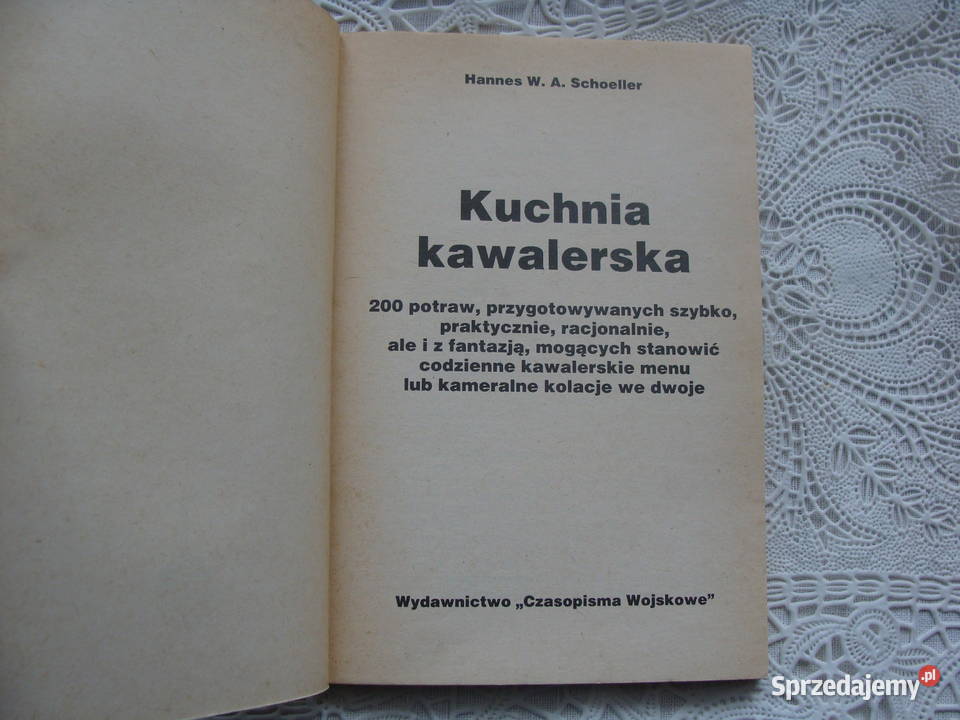 Hannes W. A. Schoeller
Kuchnia
kawalerska
200 potraw, przygotowywanych szybko,
praktycznie, racjonalnie,
ale i z fantazją, mogących stanowić
codzienne kawalerskie menu
lub kameralne kolacje we dwoje
Wydawnictwo „Czasopisma Wojskowe”
Sprzedajemy.pl